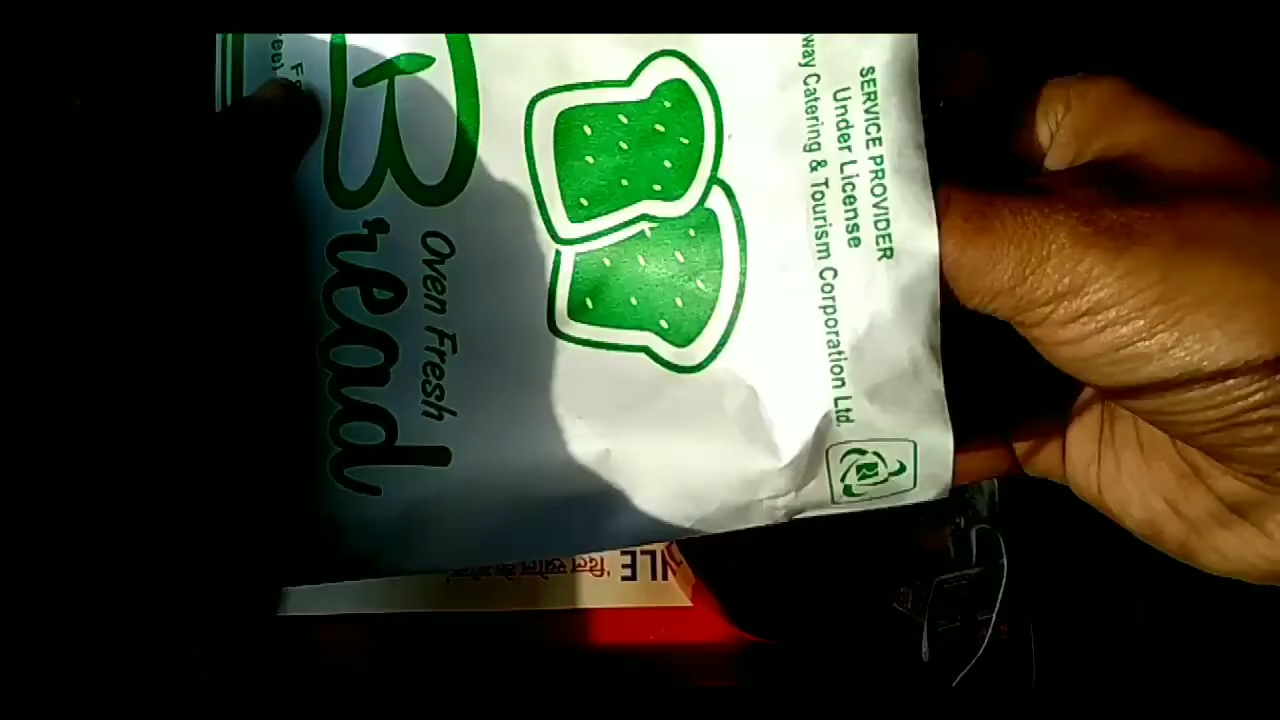 SERVICE PROVIDER
Under License
way Catering & Tourism Corporation Ltd.
Oven Fresh
Bread